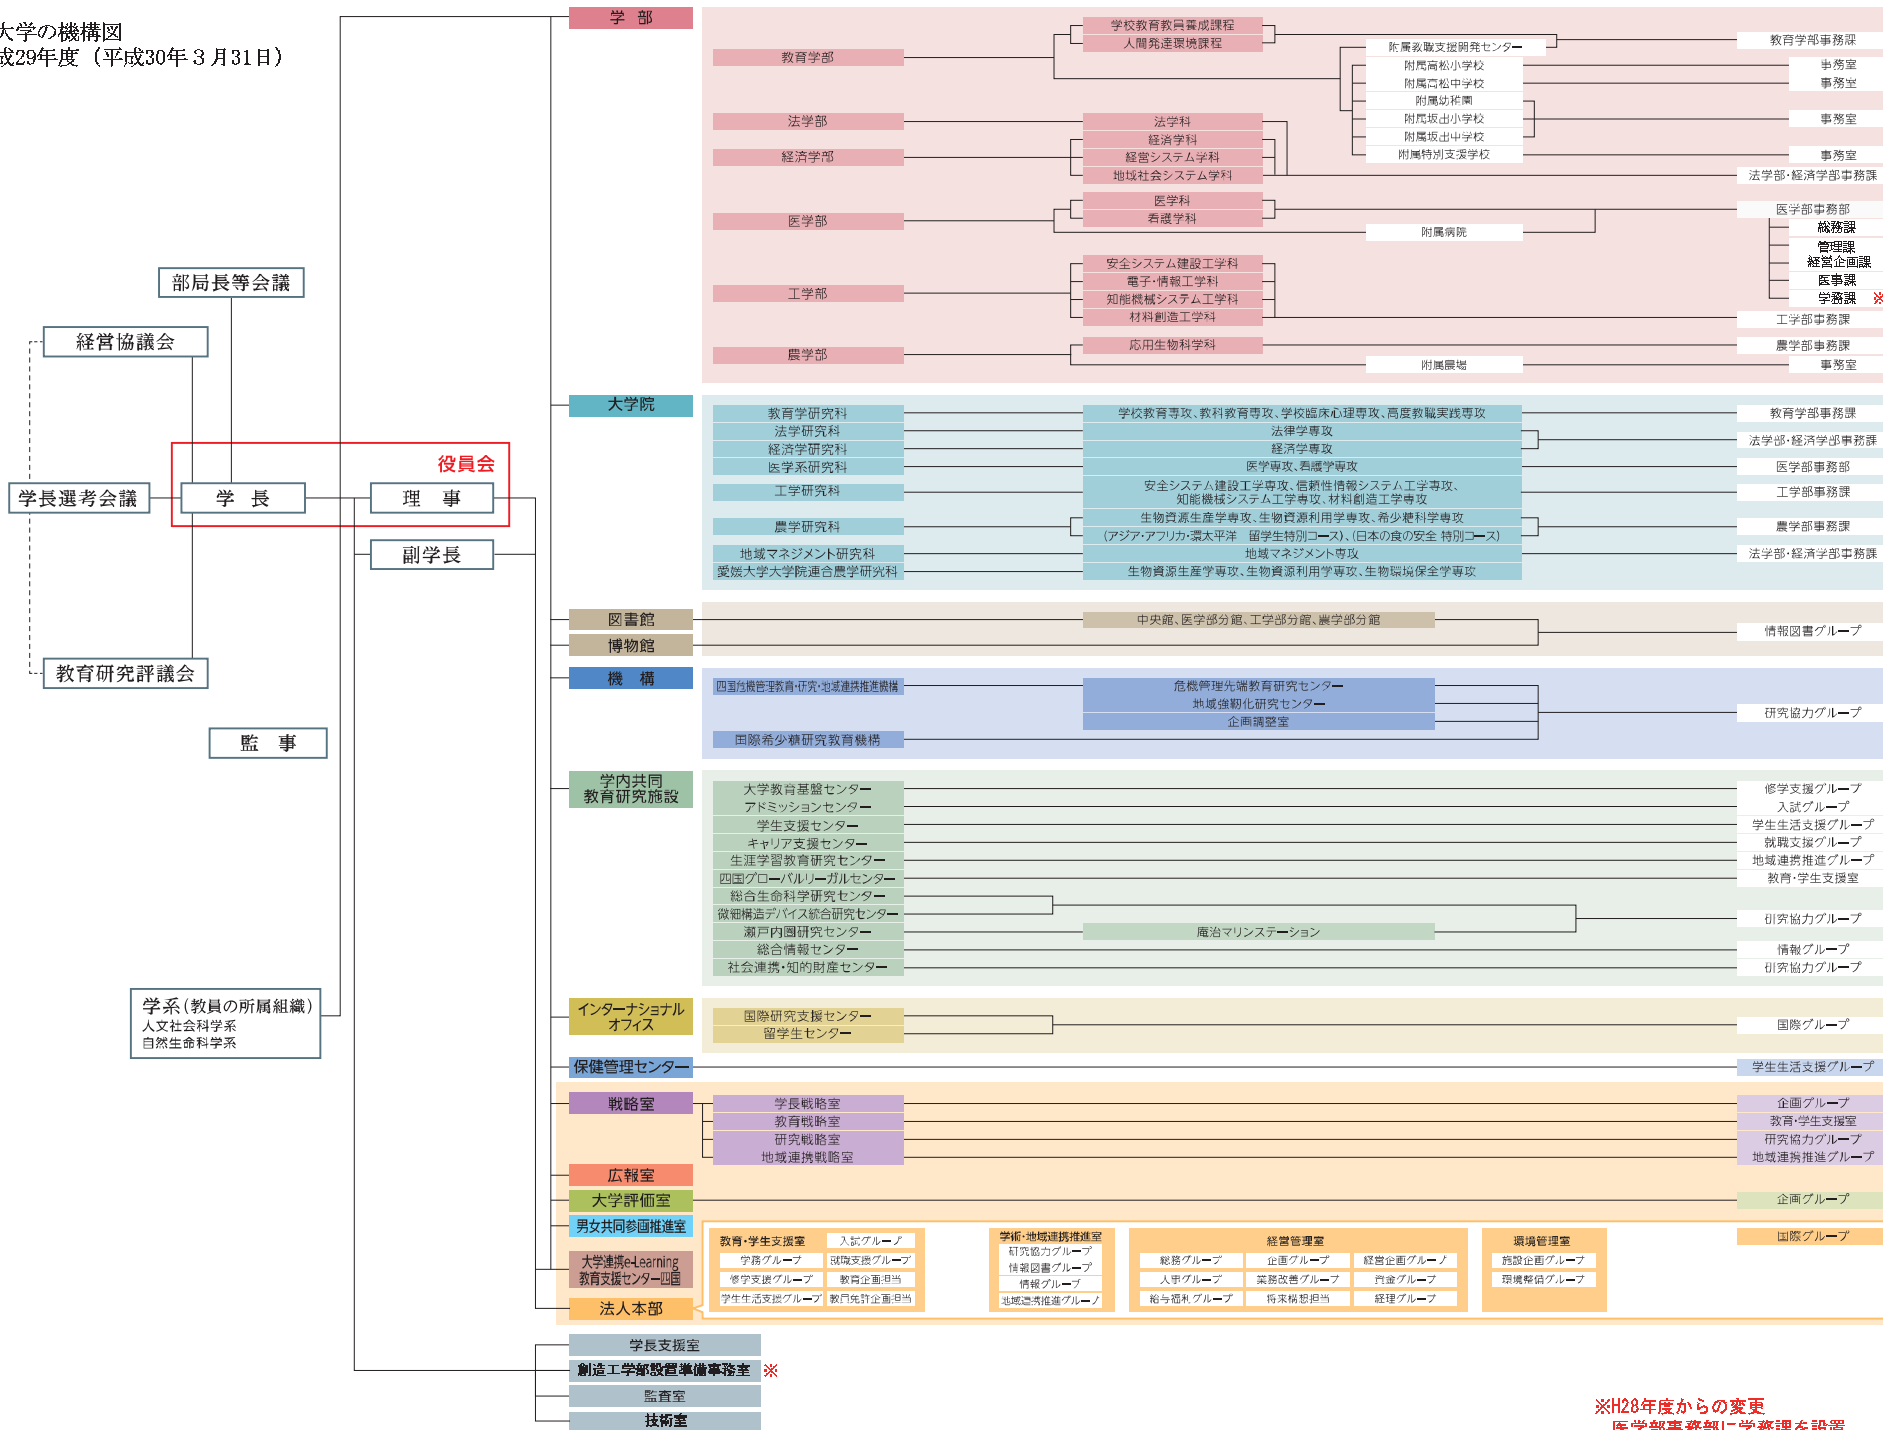 大学の機構図
成29年度（平成30年３月31日）
部局長等会議
経営協議会
学長選考会議
役員会
学　長
理　事
副学長
教育研究評議会
監　事
学系（教員の所属組織）
人文社会科学系
自然生命科学系
学　部
教育学部
学校教育教員養成課程
人間発達環境課程
附属教職支援開発センター
教育学部事務課
附属高松小学校
事務室
附属高松中学校
事務室
附属幼稚園
附属坂出小学校
事務室
附属坂出中学校
附属特別支援学校
事務室
法学部
法学科
経済学部
経済学科
経営システム学科
地域社会システム学科
法学部・経済学部事務課
医学部
医学科
看護学科
附属病院
医学部事務部
総務課
管理課
経営企画課
医事課
学務課　※
工学部
安全システム建設工学科
電子・情報工学科
知能機械システム工学科
材料創造工学科
工学部事務課
農学部
応用生物科学科
農学部事務課
附属農場
事務室
大学院
教育学研究科
学校教育専攻、教科教育専攻、学校臨床心理専攻、高度教職実践専攻
教育学部事務課
法学研究科
法律学専攻
経済学研究科
経済学専攻
法学部・経済学部事務課
医学系研究科
医学専攻、看護学専攻
医学部事務部
工学研究科
安全システム建設工学専攻、信頼性情報システム工学専攻、
知能機械システム工学専攻、材料創造工学専攻
工学部事務課
農学研究科
生物資源生産学専攻、生物資源利用学専攻、希少糖科学専攻
（アジア・アフリカ・環太平洋　留学生特別コース）、（日本の食の安全 特別コース）
農学部事務課
地域マネジメント研究科
地域マネジメント専攻
法学部・経済学部事務課
愛媛大学大学院連合農学研究科
生物資源生産学専攻、生物資源利用学専攻、生物環境保全学専攻
図書館
中央館、医学部分館、工学部分館、農学部分館
博物館
情報図書グループ
機　構
四国危機管理教育・研究・地域連携推進機構
危機管理先端教育研究センター
地域強靭化研究センター
企画調整室
国際希少糖研究教育機構
研究協力グループ
学内共同
教育研究施設
大学教育基盤センター
修学支援グループ
アドミッションセンター
入試グループ
学生支援センター
学生生活支援グループ
キャリア支援センター
就職支援グループ
生涯学習教育研究センター
地域連携推進グループ
四国グローバルリーガルセンター
教育・学生支援室
総合生命科学研究センター
微細構造デバイス統合研究センター
瀬戸内圏研究センター
庵治マリンステーション
研究協力グループ
総合情報センター
情報グループ
社会連携・知的財産センター
研究協力グループ
インターナショナル
オフィス
国際研究支援センター
留学生センター
国際グループ
保健管理センター
学生生活支援グループ
戦略室
学長戦略室
企画グループ
教育戦略室
教育・学生支援室
研究戦略室
研究協力グループ
地域連携戦略室
地域連携推進グループ
広報室
大学評価室
企画グループ
男女共同参画推進室
大学連携e-Learning
教育支援センター四国
法人本部
教育・学生支援室
入試グループ
学務グループ
就職支援グループ
修学支援グループ
教育企画担当
学生生活支援グループ
教員免許企画担当
学術・地域連携推進室
研究協力グループ
情報図書グループ
情報グループ
地域連携推進グループ
経営管理室
総務グループ
企画グループ
経営企画グループ
人事グループ
業務改善グループ
資金グループ
給与福利グループ
将来構想担当
経理グループ
環境管理室
施設企画グループ
環境整備グループ
国際グループ
学長支援室
創造工学部設置準備事務室　※
監査室
技術室
※H28年度からの変更
医学部事務部に学務課を設置